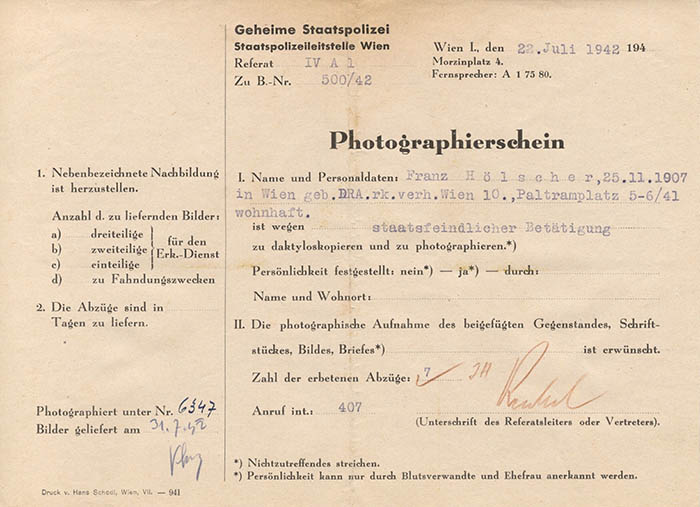 Geheime Staatspolizei
Staatspolizeileitstelle Wien
Referat IV A 1
Zu B.-Nr. 500/42
Wien I., den 22. Juli 1942 194
Morzinplatz 4.
Fernsprecher: A 1 75 80.
Photographierschein
1. Nebenbezeichnete Nachbildung
ist herzustellen.
Anzahl d. zu liefernden Bilder:
a) dreiteilige
b) zweiteilige
c) einteilige
für den
Erk.-Dienst
d) zu Fahndungszwecken
2. Die Abzüge sind in
Tagen zu liefern.
Photographiert unter Nr. 6347
Bilder geliefert am 31.7.42
I. Name und Personaldaten: Franz Hölscher, 25.11.1907
in Wien geb.DRA.rk.verh.Wien 10.,Paltramplatz 5-6/41
wohnhaft.
ist wegen staatsfeindlicher Betätigung
zu daktyloskopieren und zu photographieren.*)
Persönlichkeit festgestellt: nein*) — ja*) — durch:
Name und Wohnort:
II. Die photographische Aufnahme des beigefügten Gegenstandes, Schrift-
stückes, Bildes, Briefes*) ist erwünscht.
Zahl der erbetenen Abzüge: 7
Anruf int.: 407
(Unterschrift des Referatsleiters oder Vertreters).
*) Nichtzutreffendes streichen.
*) Persönlichkeit kann nur durch Blutsverwandte und Ehefrau anerkannt werden.
Druck v. Hans Schödl, Wien, VII. — 941